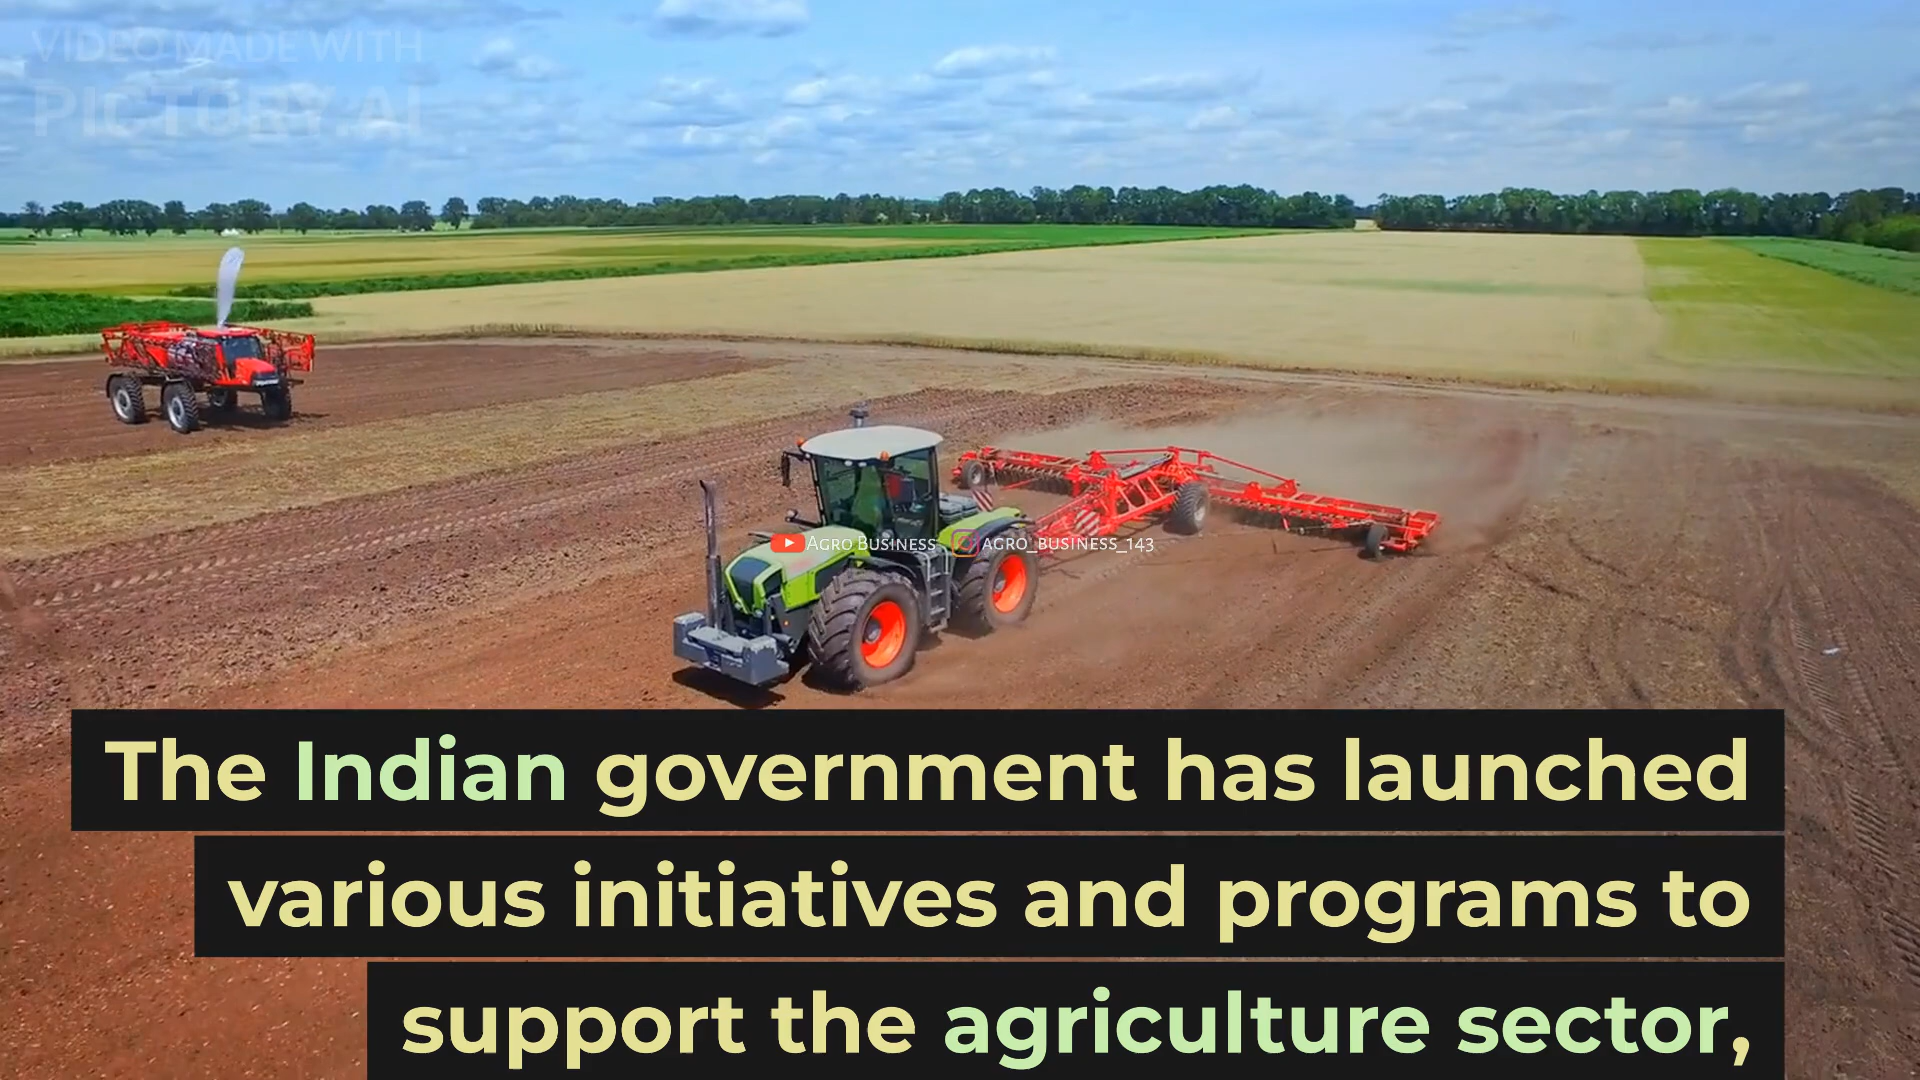 VIDEO MADE WITH
PICTORY.AI
Agro Business agro_business_143
The Indian government has launched
various initiatives and programs to
support the agriculture sector,